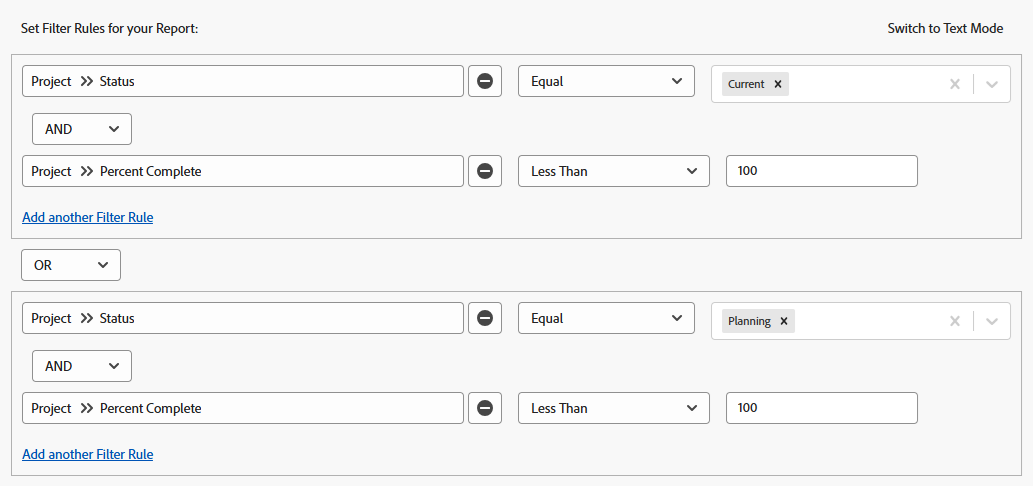 Set Filter Rules for your Report: Switch to Text Mode
Project >> Status Equal Current x
AND
Project >> Percent Complete Less Than 100
Add another Filter Rule
OR
Project >> Status Equal Planning x
AND
Project >> Percent Complete Less Than 100
Add another Filter Rule